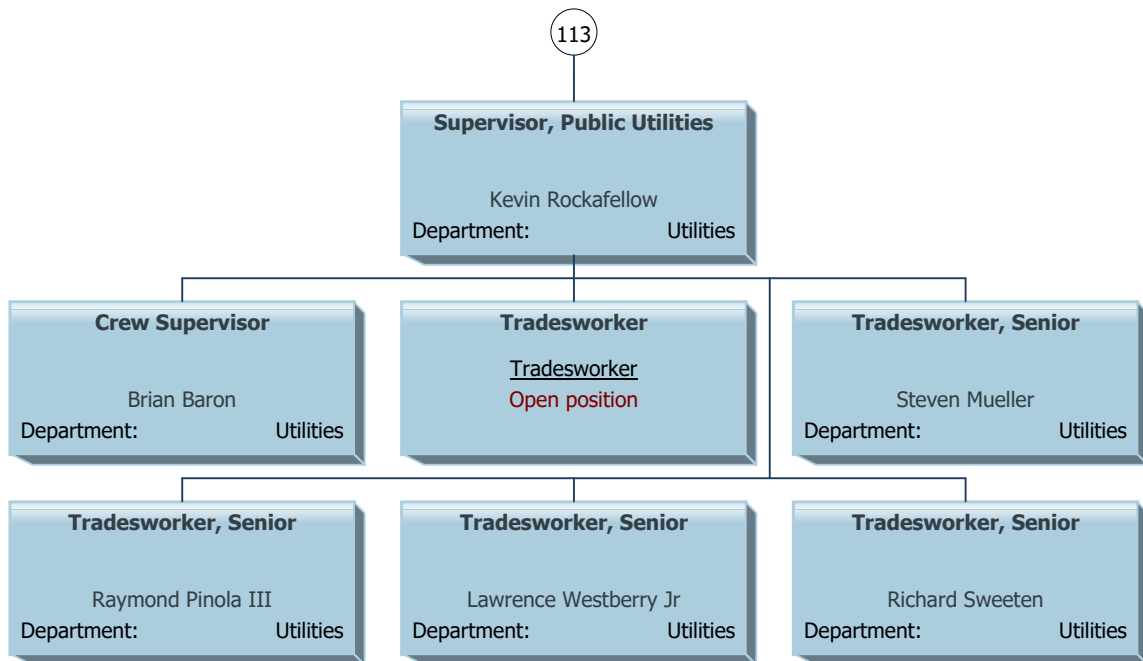 113
Supervisor, Public Utilities
Kevin Rockafellow
Department: Utilities
Crew Supervisor
Brian Baron
Department: Utilities
Tradesworker
Tradesworker
Open position
Tradesworker, Senior
Steven Mueller
Department: Utilities
Tradesworker, Senior
Raymond Pinola III
Department: Utilities
Tradesworker, Senior
Lawrence Westberry Jr
Department: Utilities
Tradesworker, Senior
Richard Sweeten
Department: Utilities